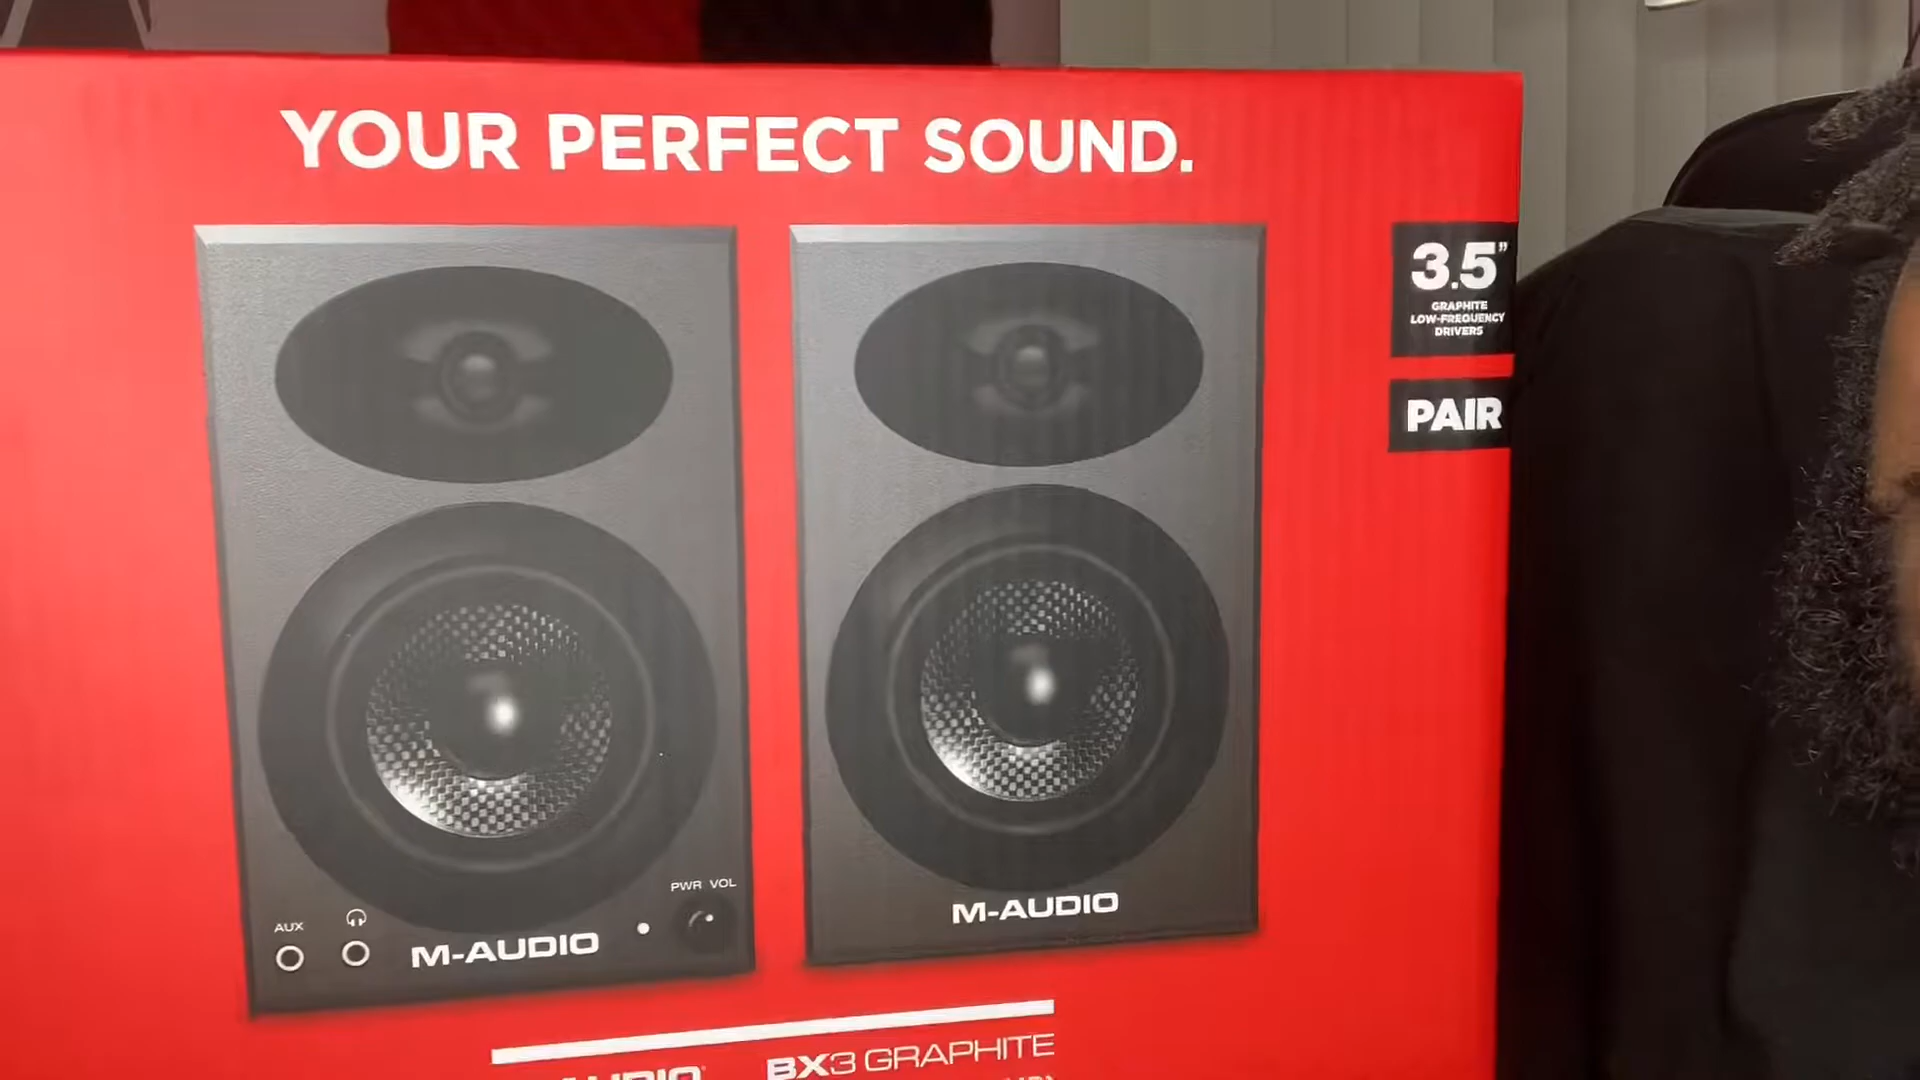 YOUR PERFECT SOUND.
3.5"
GRAPHITE
LOW-FREQUENCY
DRIVERS
PAIR
PWR VOL
AUX
M-AUDIO
M-AUDIO
BX3 GRAPHITE